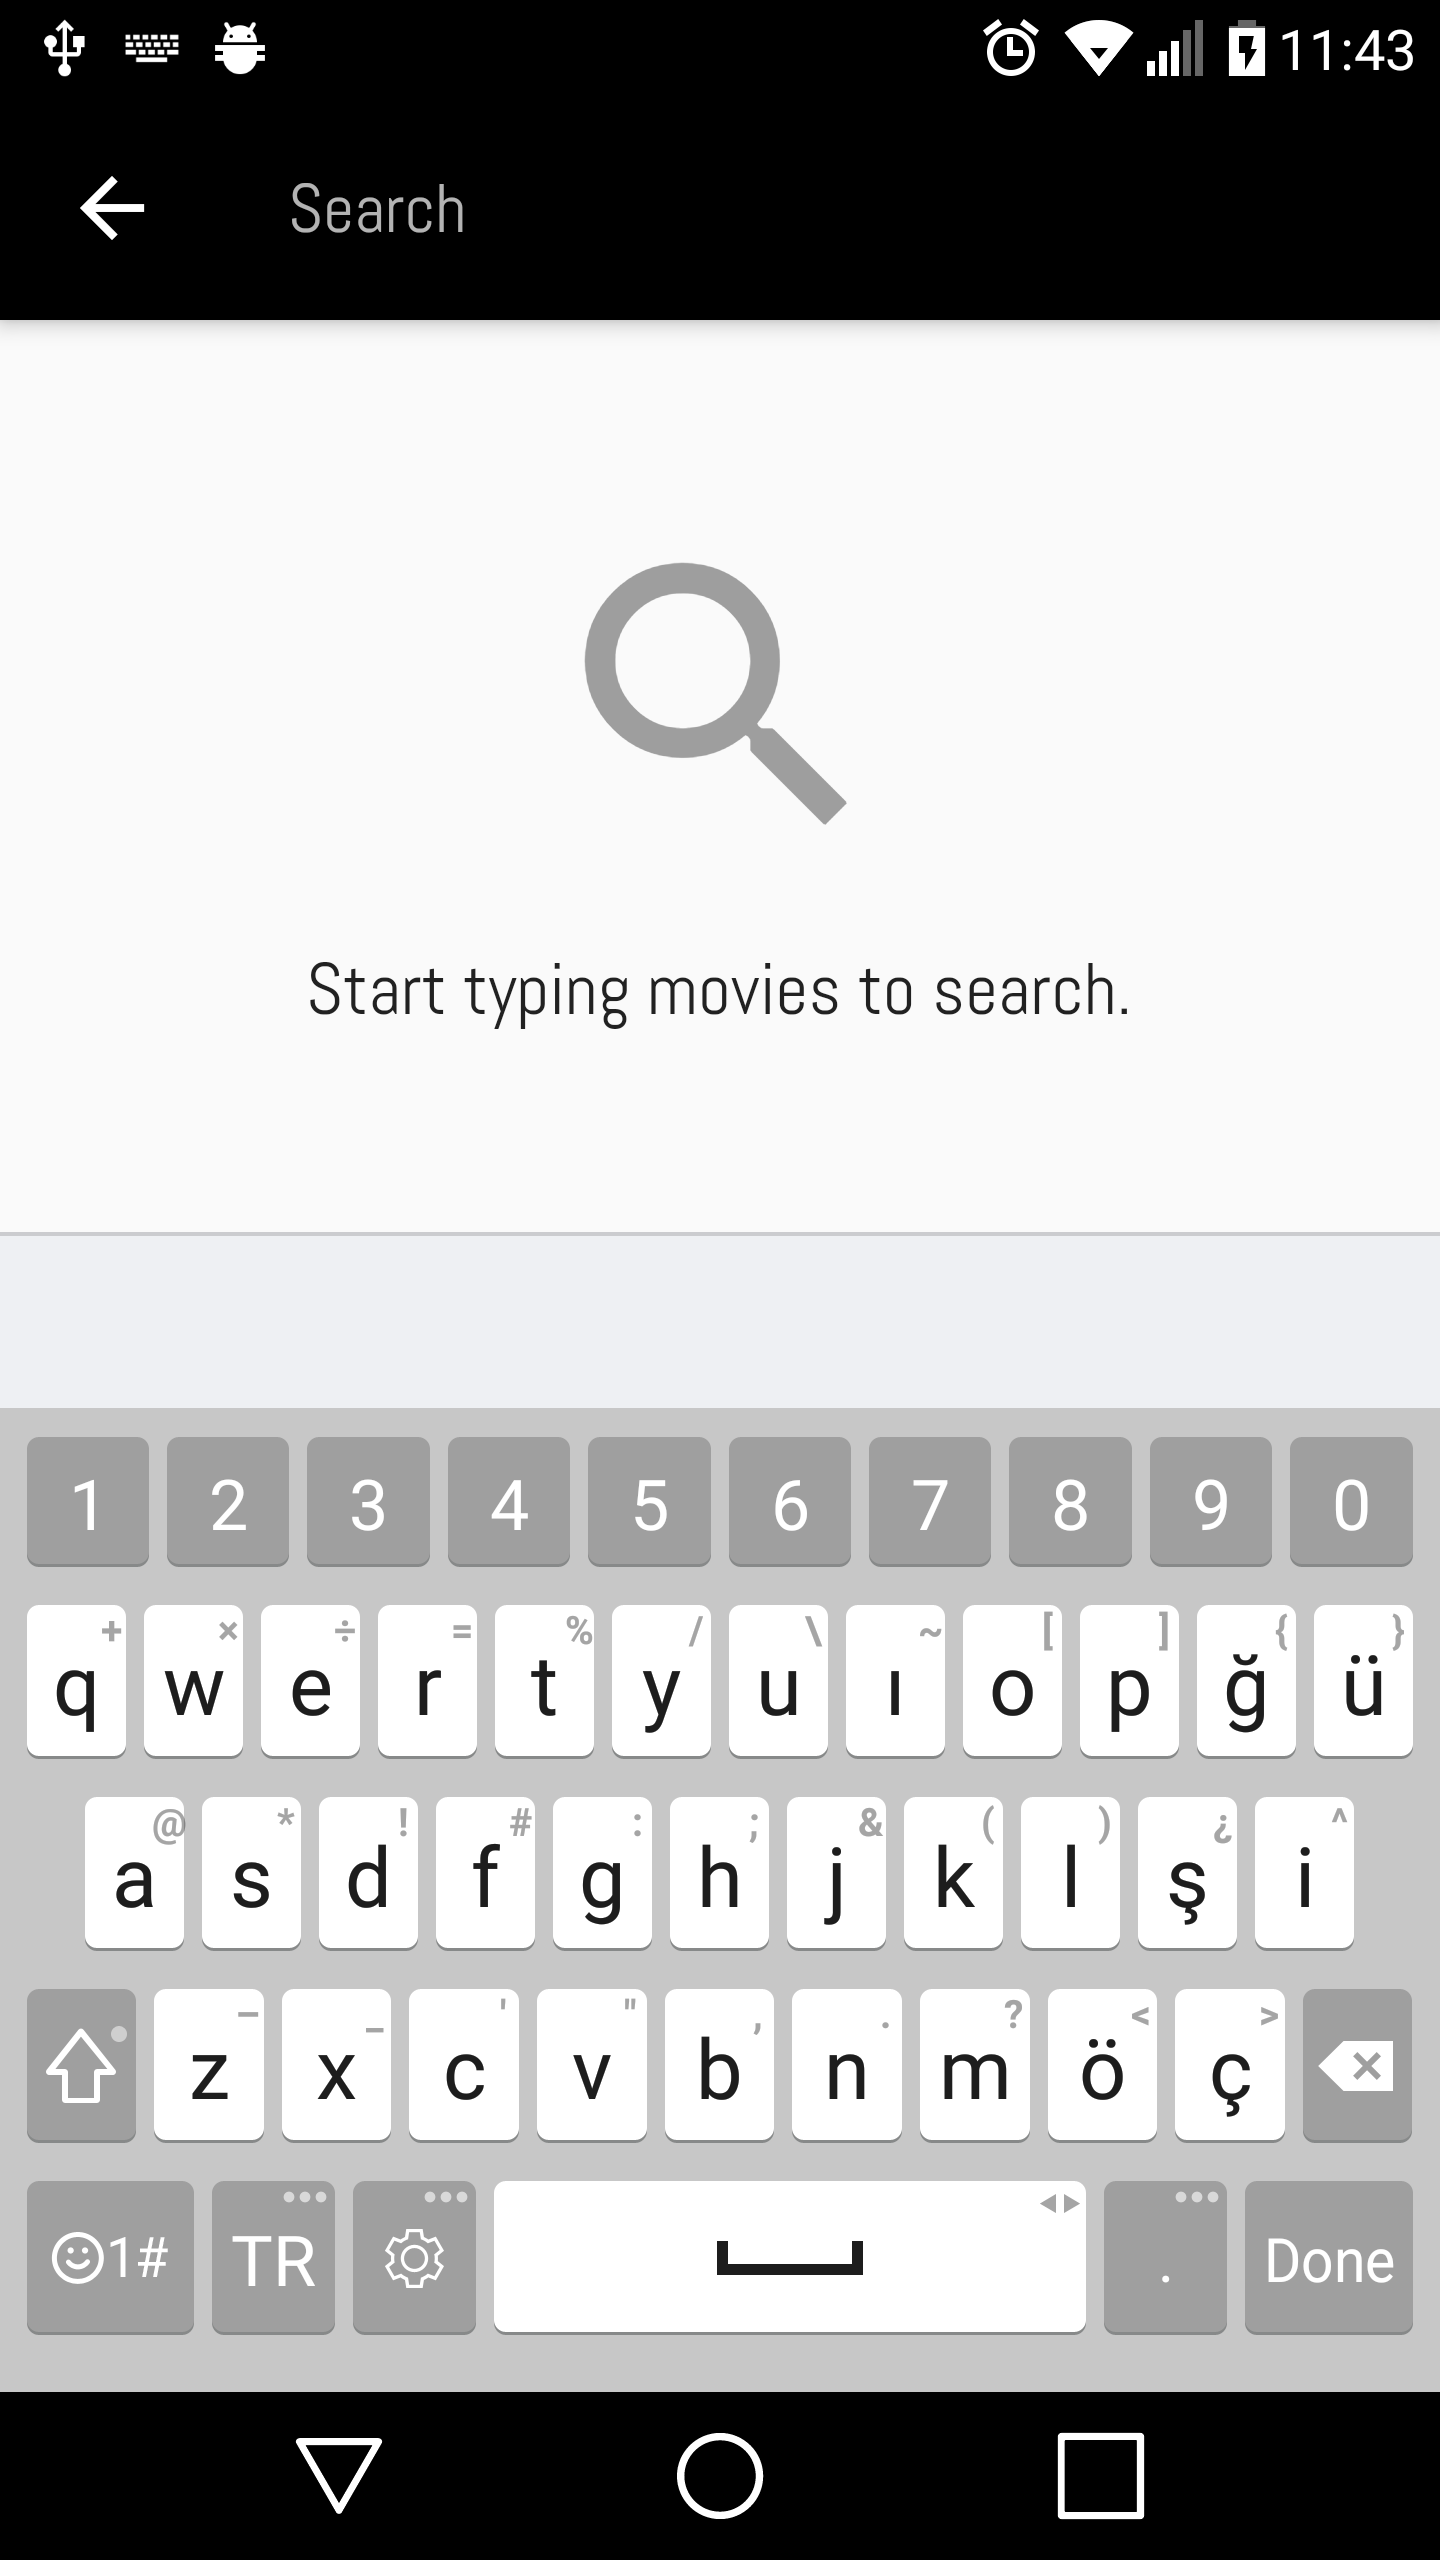 11:43
Search
Start typing movies to search.
1 2 3 4 5 6 7 8 9 0
+ × ÷ = % / \ ~ [ ] { }
q w e r t y u ı o p ğ ü
@ * ! # : ; & ( ) ¿ ^
a s d f g h j k l ş i
– _ ' " , . ? < >
z x c v b n m ö ç
1# TR . Done